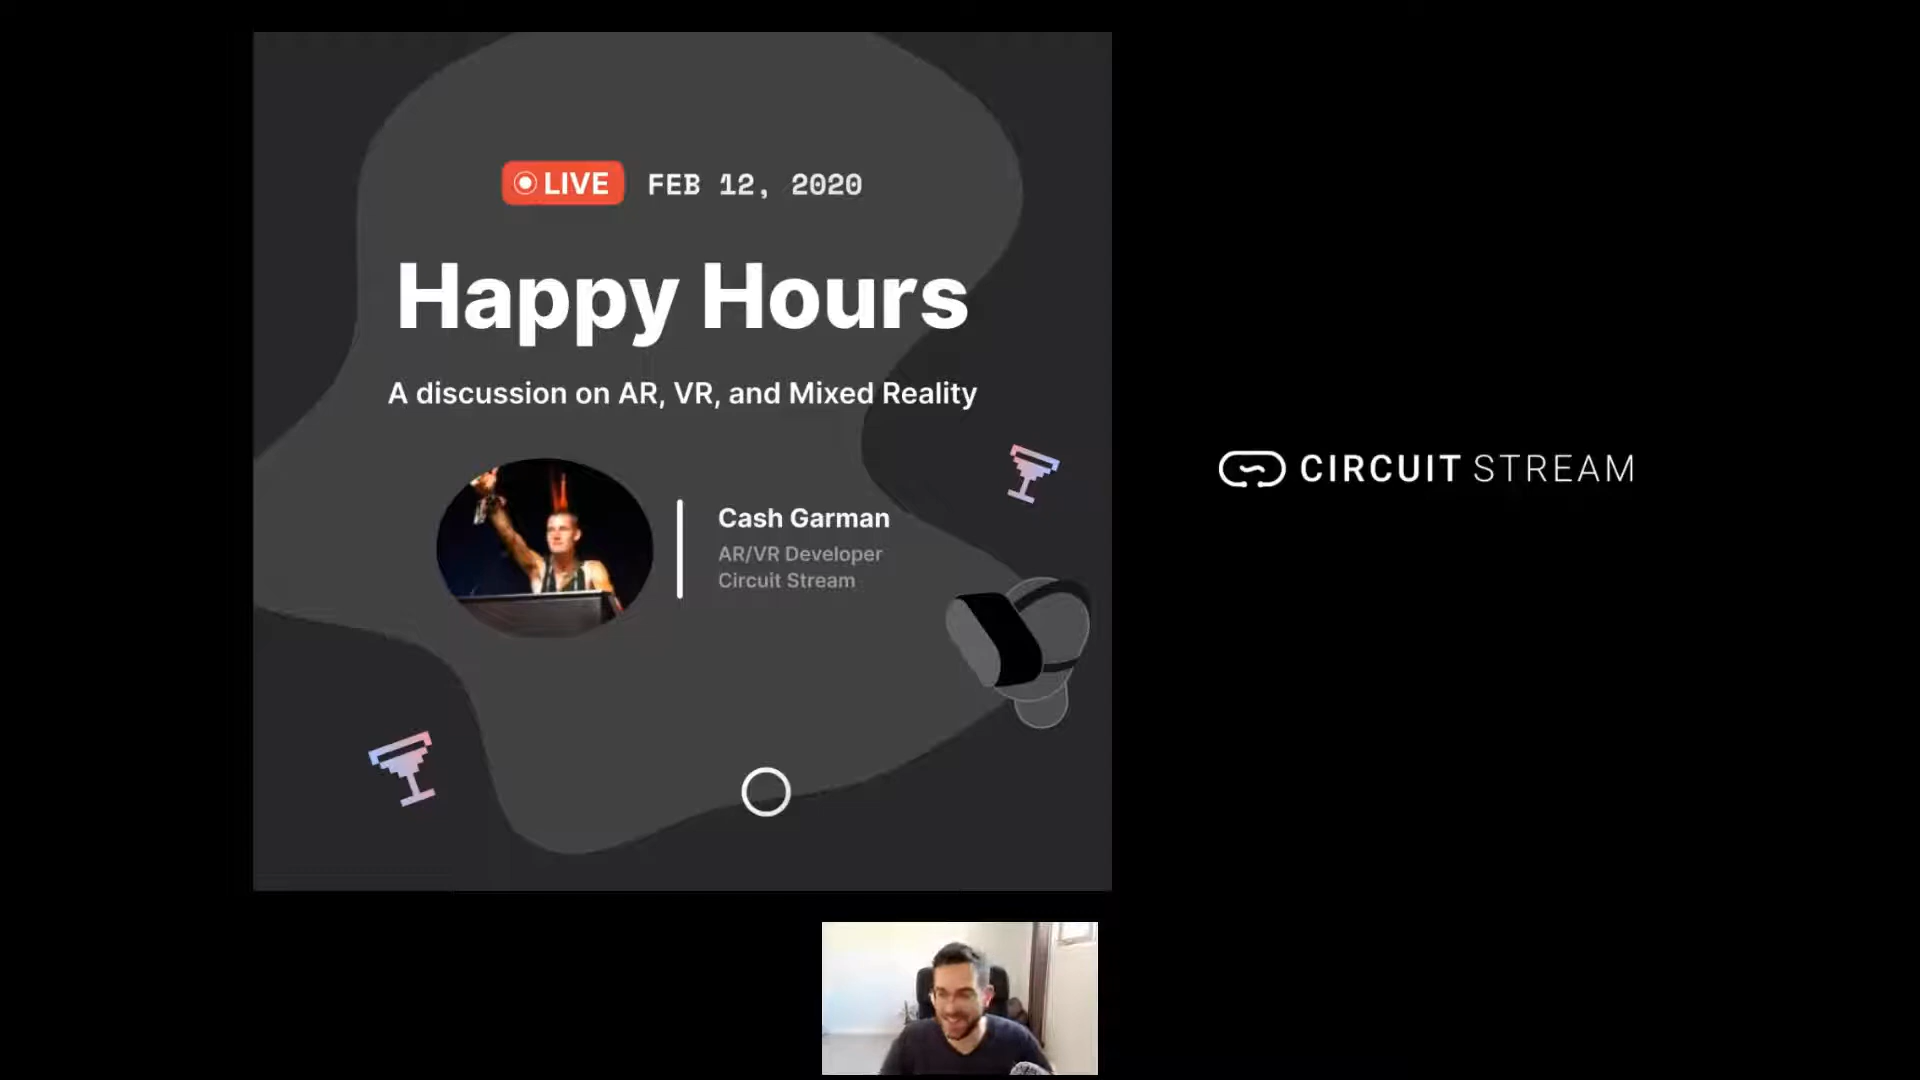 LIVE FEB 12, 2020
Happy Hours
A discussion on AR, VR, and Mixed Reality
Cash Garman
AR/VR Developer
Circuit Stream
CIRCUIT STREAM